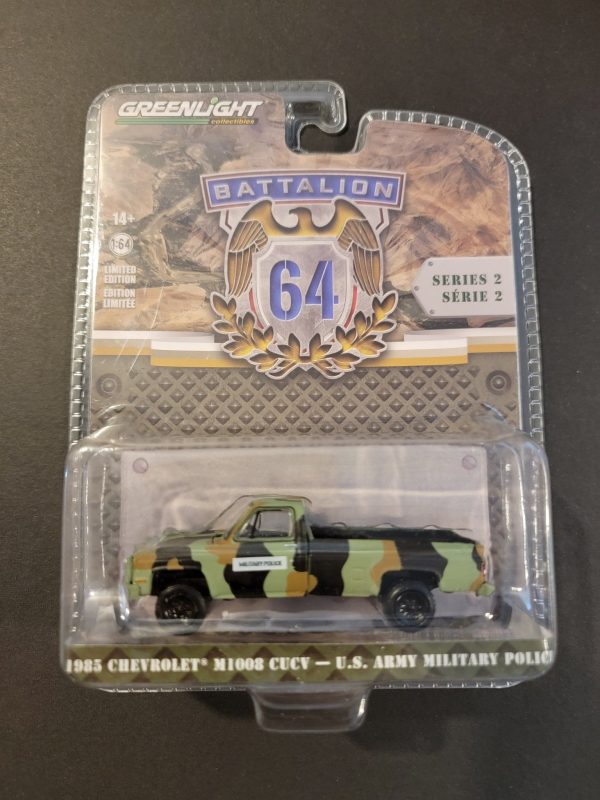 GREENLIGHT
collectibles
BATTALION
64
14+
1:64
LIMITED
EDITION
ÉDITION
LIMITÉE
SERIES 2
SÉRIE 2
MILITARY POLICE
1985 CHEVROLET® M1008 CUCV — U.S. ARMY MILITARY POLIC